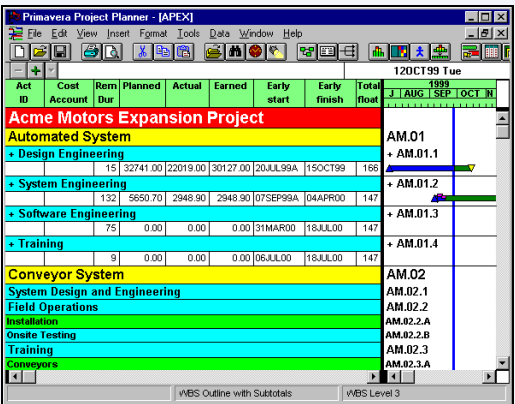 Primavera Project Planner - [APEX]
File Edit View Insert Format Tools Data Window Help
12OCT99 Tue
Act ID Cost Account Rem Dur Planned Actual Earned Early start Early finish Total float
1999
J AUG SEP OCT N
Acme Motors Expansion Project
Automated System AM.01
+ Design Engineering + AM.01.1
15 32741.00 22019.00 30127.00 20JUL99A 15OCT99 166
+ System Engineering + AM.01.2
132 5650.70 2948.90 2948.90 07SEP99A 04APR00 147
+ Software Engineering + AM.01.3
75 0.00 0.00 0.00 31MAR00 18JUL00 147
+ Training + AM.01.4
9 0.00 0.00 0.00 06JUL00 18JUL00 147
Conveyor System AM.02
System Design and Engineering AM.02.1
Field Operations AM.02.2
Installation AM.02.2.A
Onsite Testing AM.02.2.B
Training AM.02.3
Conveyors AM.02.3.A
WBS Outline with Subtotals WBS Level 3